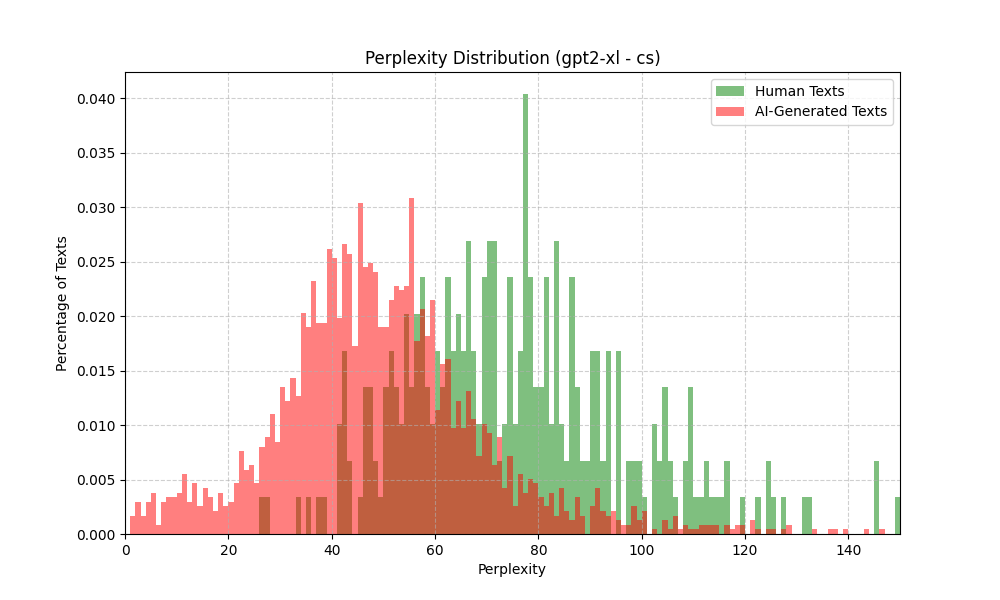 Perplexity Distribution (gpt2-xl - cs)
Human Texts
AI-Generated Texts
0.040
0.035
0.030
0.025
0.020
0.015
0.010
0.005
0.000
Percentage of Texts
0 20 40 60 80 100 120 140
Perplexity